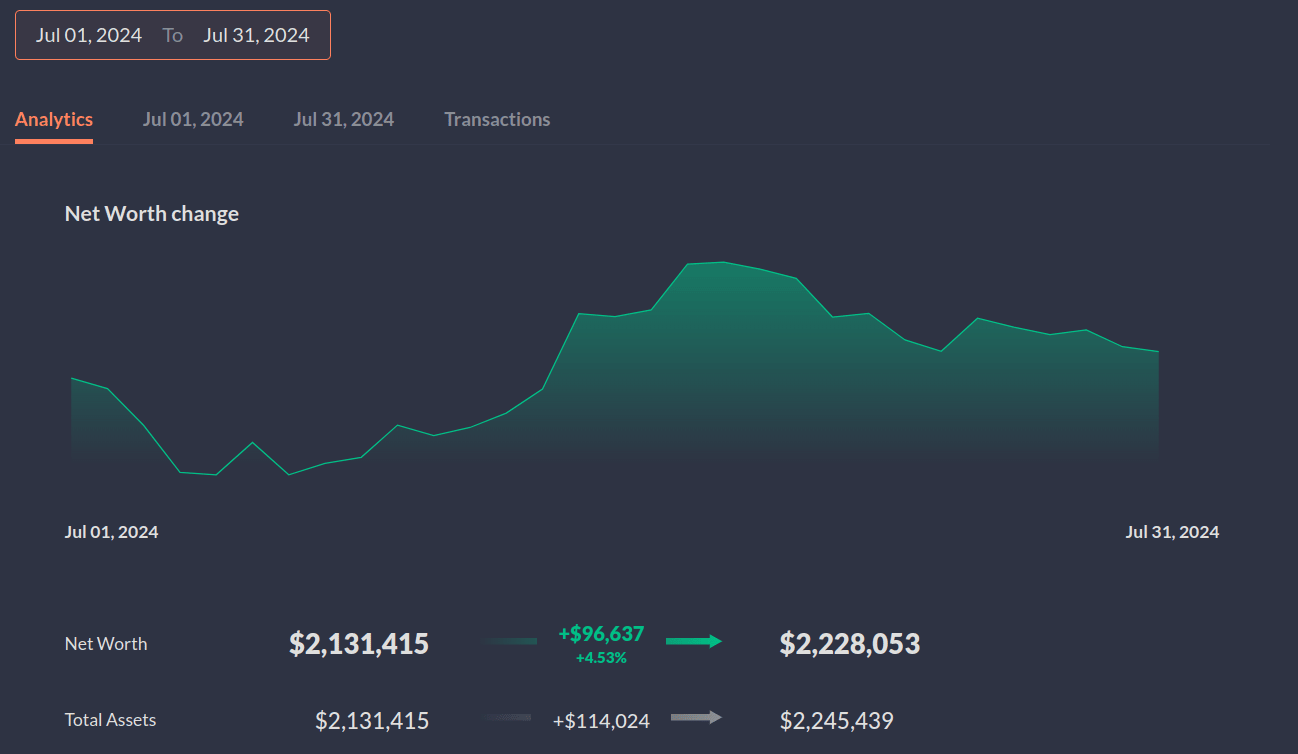 Jul 01, 2024 To Jul 31, 2024
Analytics Jul 01, 2024 Jul 31, 2024 Transactions
Net Worth change
Jul 01, 2024 Jul 31, 2024
+$96,637
Net Worth $2,131,415 $2,228,053
+4.53%
Total Assets $2,131,415 +$114,024 $2,245,439